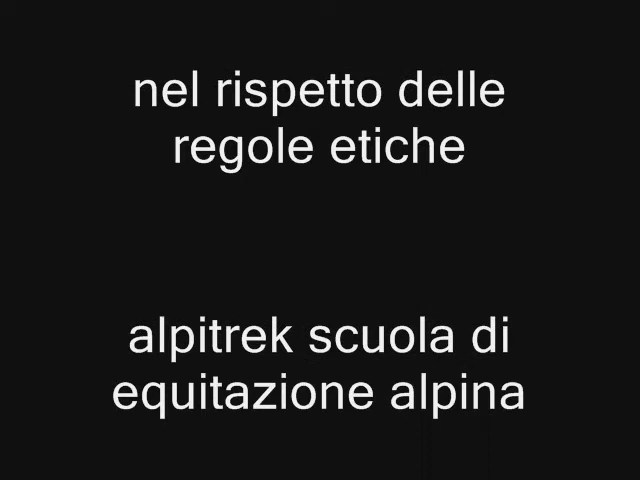 nel rispetto delle
regole etiche
alpitrek scuola di
equitazione alpina